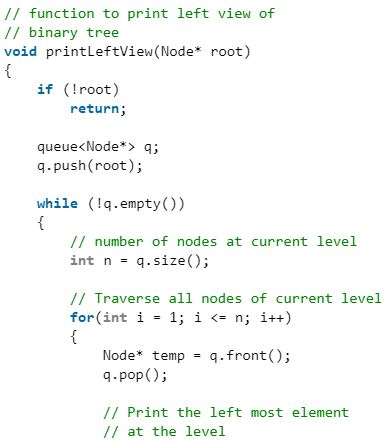 // function to print left view of
// binary tree
void printLeftView(Node* root)
{
    if (!root)
        return;

    queue<Node*> q;
    q.push(root);

    while (!q.empty())
    {
        // number of nodes at current level
        int n = q.size();

        // Traverse all nodes of current level
        for(int i = 1; i <= n; i++)
        {
            Node* temp = q.front();
            q.pop();

            // Print the left most element
            // at the level